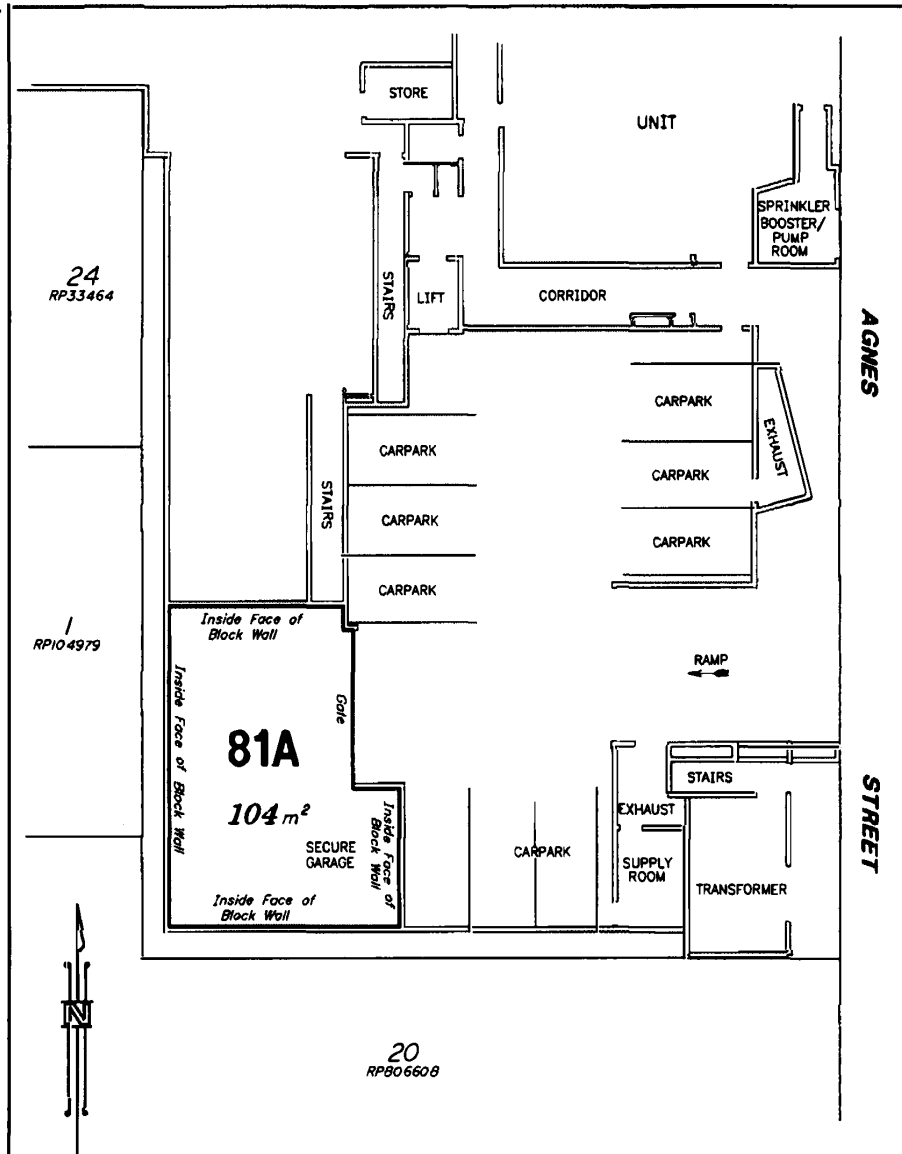 STORE
UNIT
SPRINKLER
BOOSTER/
PUMP
ROOM
24
RP33464
STAIRS
LIFT
CORRIDOR
AGNES
CARPARK
EXHAUST
CARPARK
CARPARK
STAIRS
CARPARK
CARPARK
CARPARK
1
RP104979
Inside Face of
Block Wall
Inside Face of Block Wall
Gate
RAMP
81A
104 m²
SECURE
GARAGE
Inside Face of
Block Wall
Inside Face of
Block Wall
CARPARK
STAIRS
EXHAUST
SUPPLY
ROOM
TRANSFORMER
STREET
N
20
RP806608